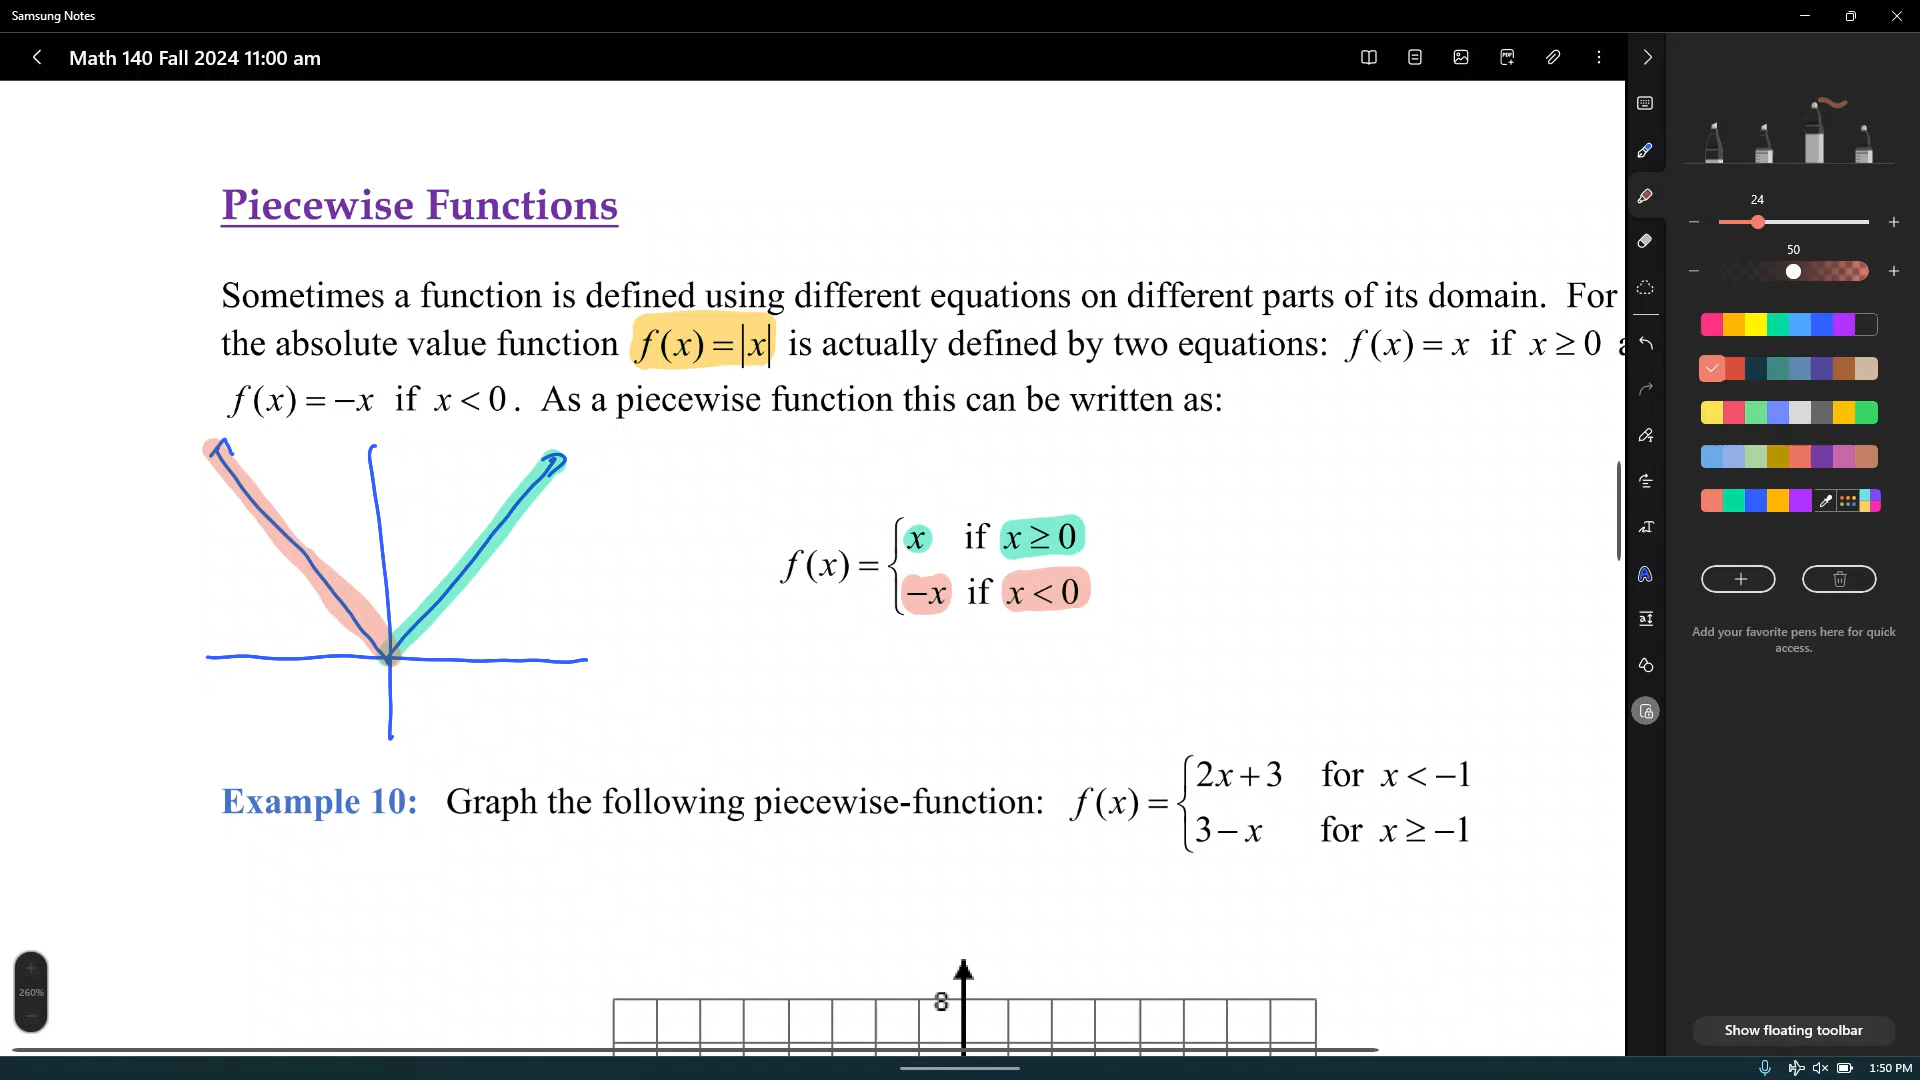 Samsung Notes
Math 140 Fall 2024 11:00 am
Piecewise Functions
Sometimes a function is defined using different equations on different parts of its domain. For
the absolute value function f(x) = |x| is actually defined by two equations: f(x) = x if x ≥ 0
f(x) = −x if x < 0. As a piecewise function this can be written as:
f(x) = { x if x ≥ 0
−x if x < 0
Example 10: Graph the following piecewise-function: f(x) = { 2x + 3 for x < −1
3 − x for x ≥ −1
8
260%
24
50
Add your favorite pens here for quick
access.
Show floating toolbar
1:50 PM